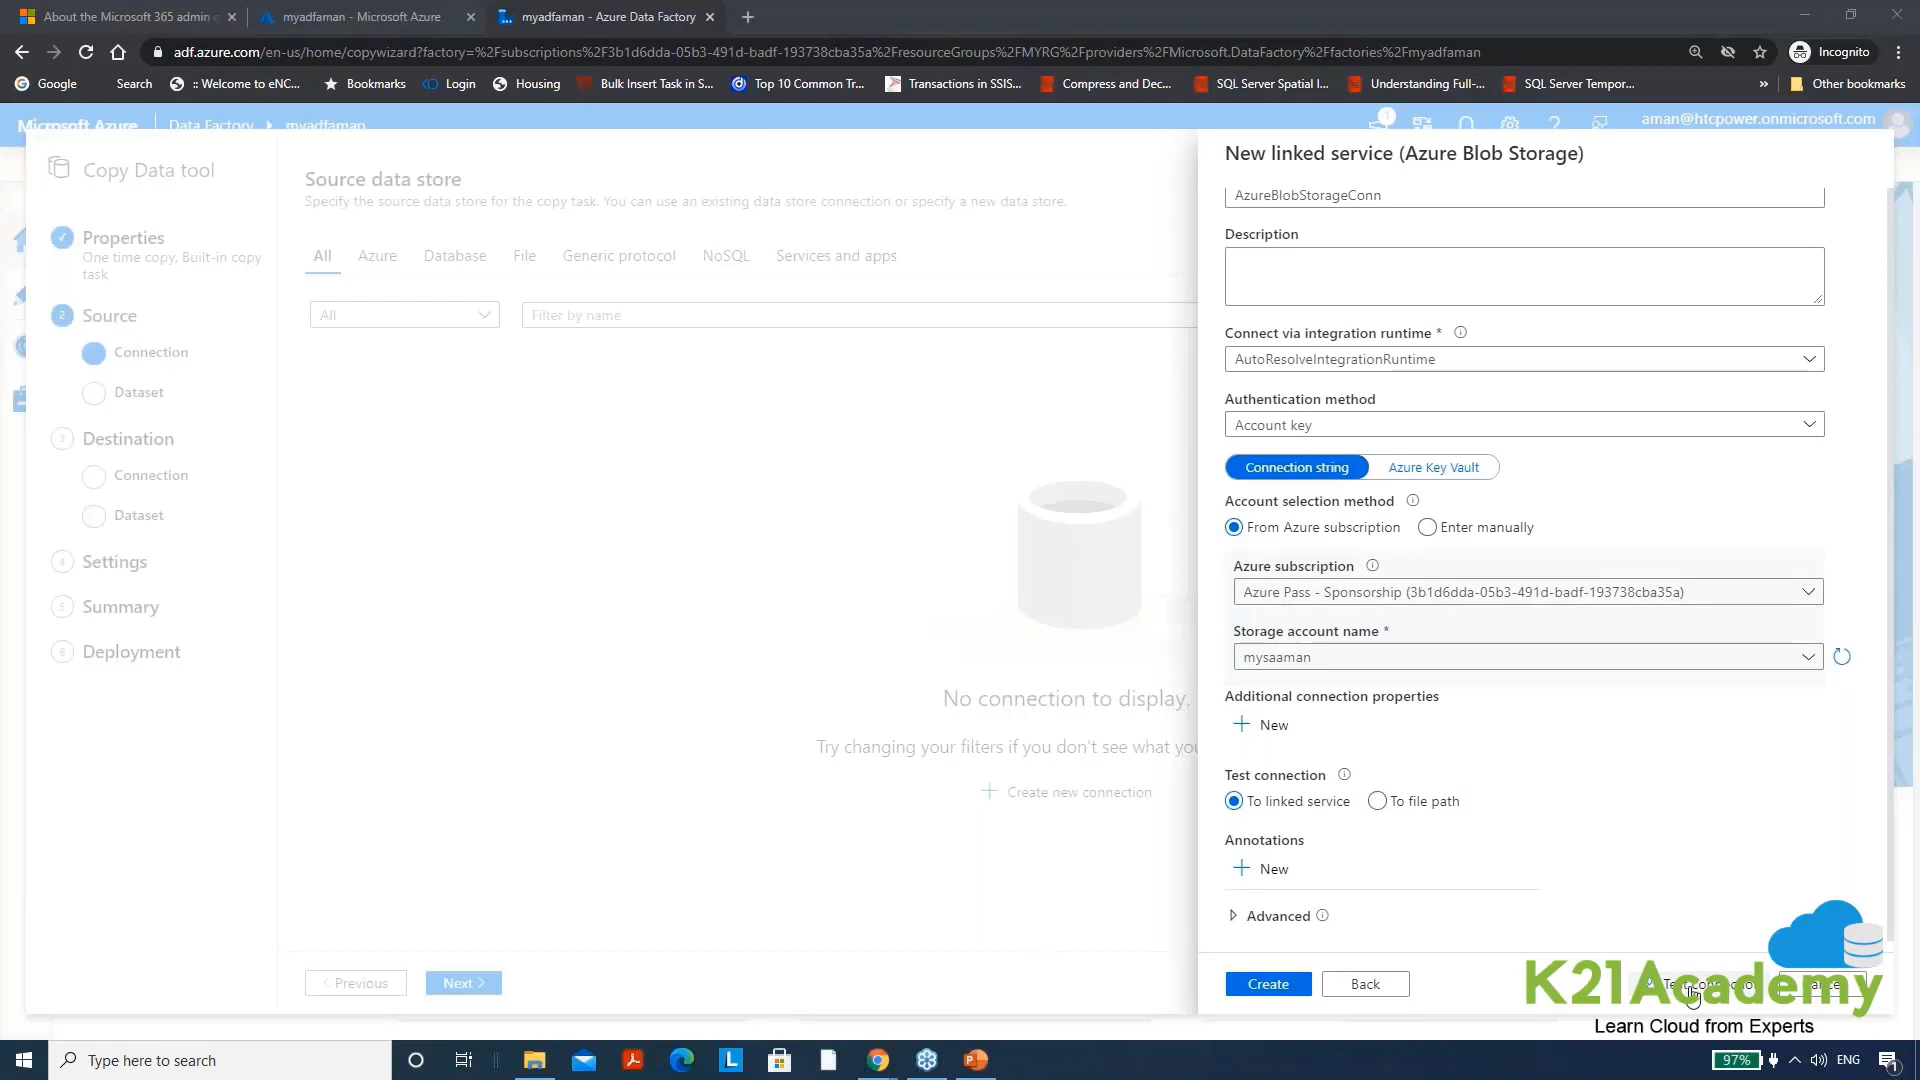 About the Microsoft 365 admin c
myadfaman - Microsoft Azure
myadfaman - Azure Data Factory
adf.azure.com/en-us/home/copywizard?factory=%2Fsubscriptions%2F3b1d6dda-05b3-491d-badf-193738cba35a%2FresourceGroups%2FMYRG%2Fproviders%2FMicrosoft.DataFactory%2Ffactories%2Fmyadfaman
Incognito
Google
Search
:: Welcome to eNC...
Bookmarks
Login
Housing
Bulk Insert Task in S...
Top 10 Common Tr...
Transactions in SSIS...
Compress and Dec...
SQL Server Spatial I...
Understanding Full-...
SQL Server Tempor...
»
Other bookmarks
Microsoft Azure
Data Factory
myadfaman
1
aman@htcpower.onmicrosoft.com
Copy Data tool
Properties
One time copy, Built-in copy
task
2
Source
Connection
Dataset
3
Destination
Connection
Dataset
4
Settings
5
Summary
6
Deployment
Source data store
Specify the source data store for the copy task. You can use an existing data store connection or specify a new data store.
All
Azure
Database
File
Generic protocol
NoSQL
Services and apps
All
Filter by name
No connection to display.
Try changing your filters if you don't see what you
Create new connection
< Previous
Next >
New linked service (Azure Blob Storage)
AzureBlobStorageConn
Description
Connect via integration runtime *
AutoResolveIntegrationRuntime
Authentication method
Account key
Connection string
Azure Key Vault
Account selection method
From Azure subscription
Enter manually
Azure subscription
Azure Pass - Sponsorship (3b1d6dda-05b3-491d-badf-193738cba35a)
Storage account name *
mysaaman
Additional connection properties
New
Test connection
To linked service
To file path
Annotations
New
Advanced
Create
Back
K21Academy
Learn Cloud from Experts
Type here to search
97%
ENG
1